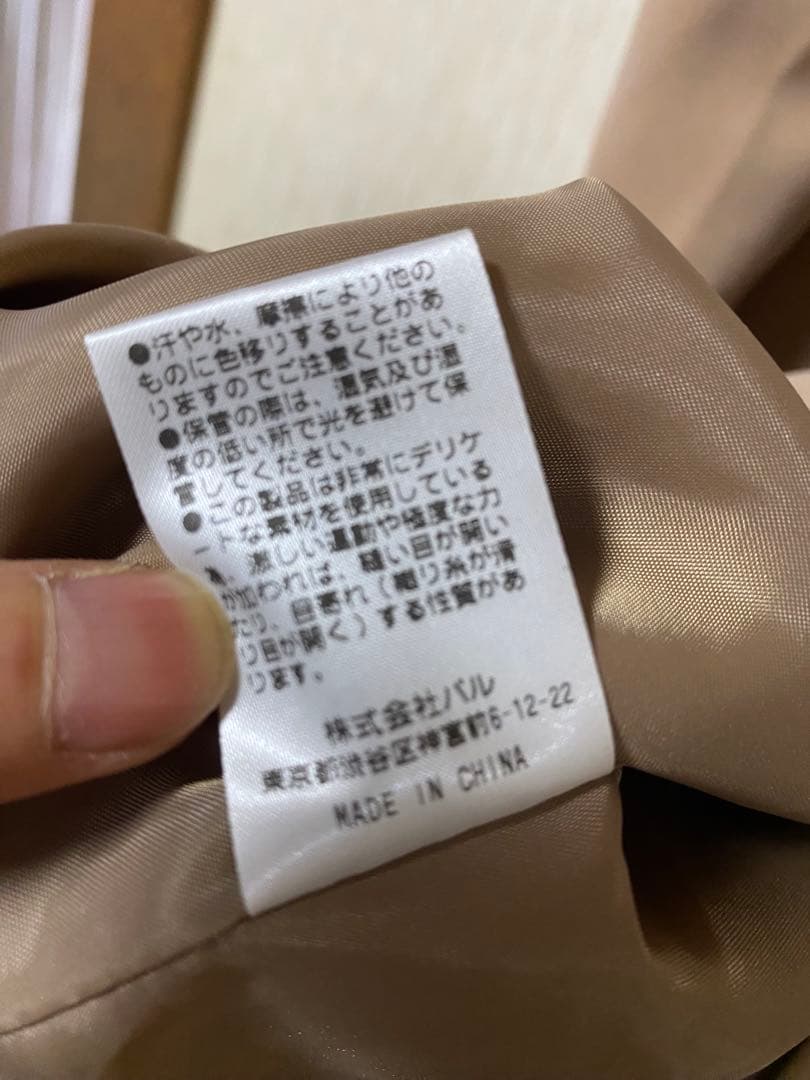 ●汗や水、摩擦により他の
ものに色移りすることがあ
りますのでご注意ください。
●保管の際は、湿気及び温
度の低い所で光を避けて保
管してください。
●この製品は非常にデリケ
ートな素材を使用している
激しい運動や極度な力
が加われば、縫い目が開い
たり、目寄れ(織り糸が滑
り目が開く)する性質があ
ります。
株式会社パル
東京都渋谷区神宮前6-12-22
MADE IN CHINA